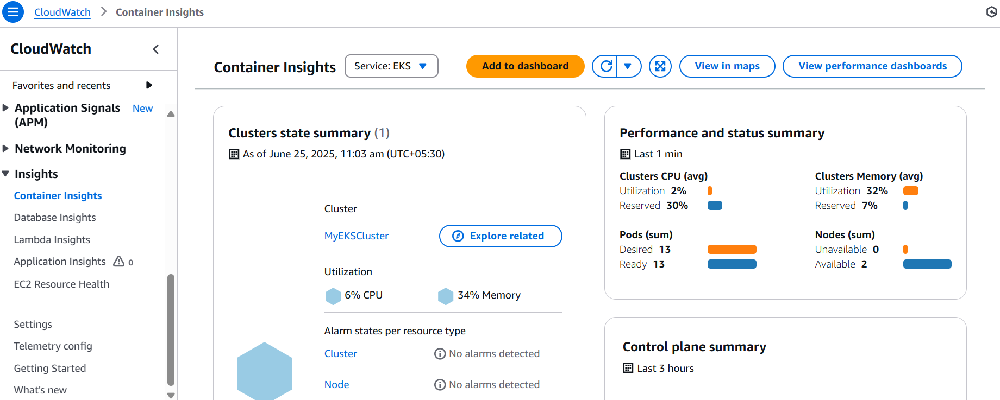 CloudWatch > Container Insights
CloudWatch
Favorites and recents
Application Signals New
(APM)
Network Monitoring
Insights
Container Insights
Database Insights
Lambda Insights
Application Insights 0
EC2 Resource Health
Settings
Telemetry config
Getting Started
What's new
Container Insights
Service: EKS
Add to dashboard
View in maps
View performance dashboards
Clusters state summary (1)
As of June 25, 2025, 11:03 am (UTC+05:30)
Cluster
MyEKSCluster
Explore related
Utilization
6% CPU
34% Memory
Alarm states per resource type
Cluster
No alarms detected
Node
No alarms detected
Performance and status summary
Last 1 min
Clusters CPU (avg)
Utilization 2%
Reserved 30%
Clusters Memory (avg)
Utilization 32%
Reserved 7%
Pods (sum)
Desired 13
Ready 13
Nodes (sum)
Unavailable 0
Available 2
Control plane summary
Last 3 hours